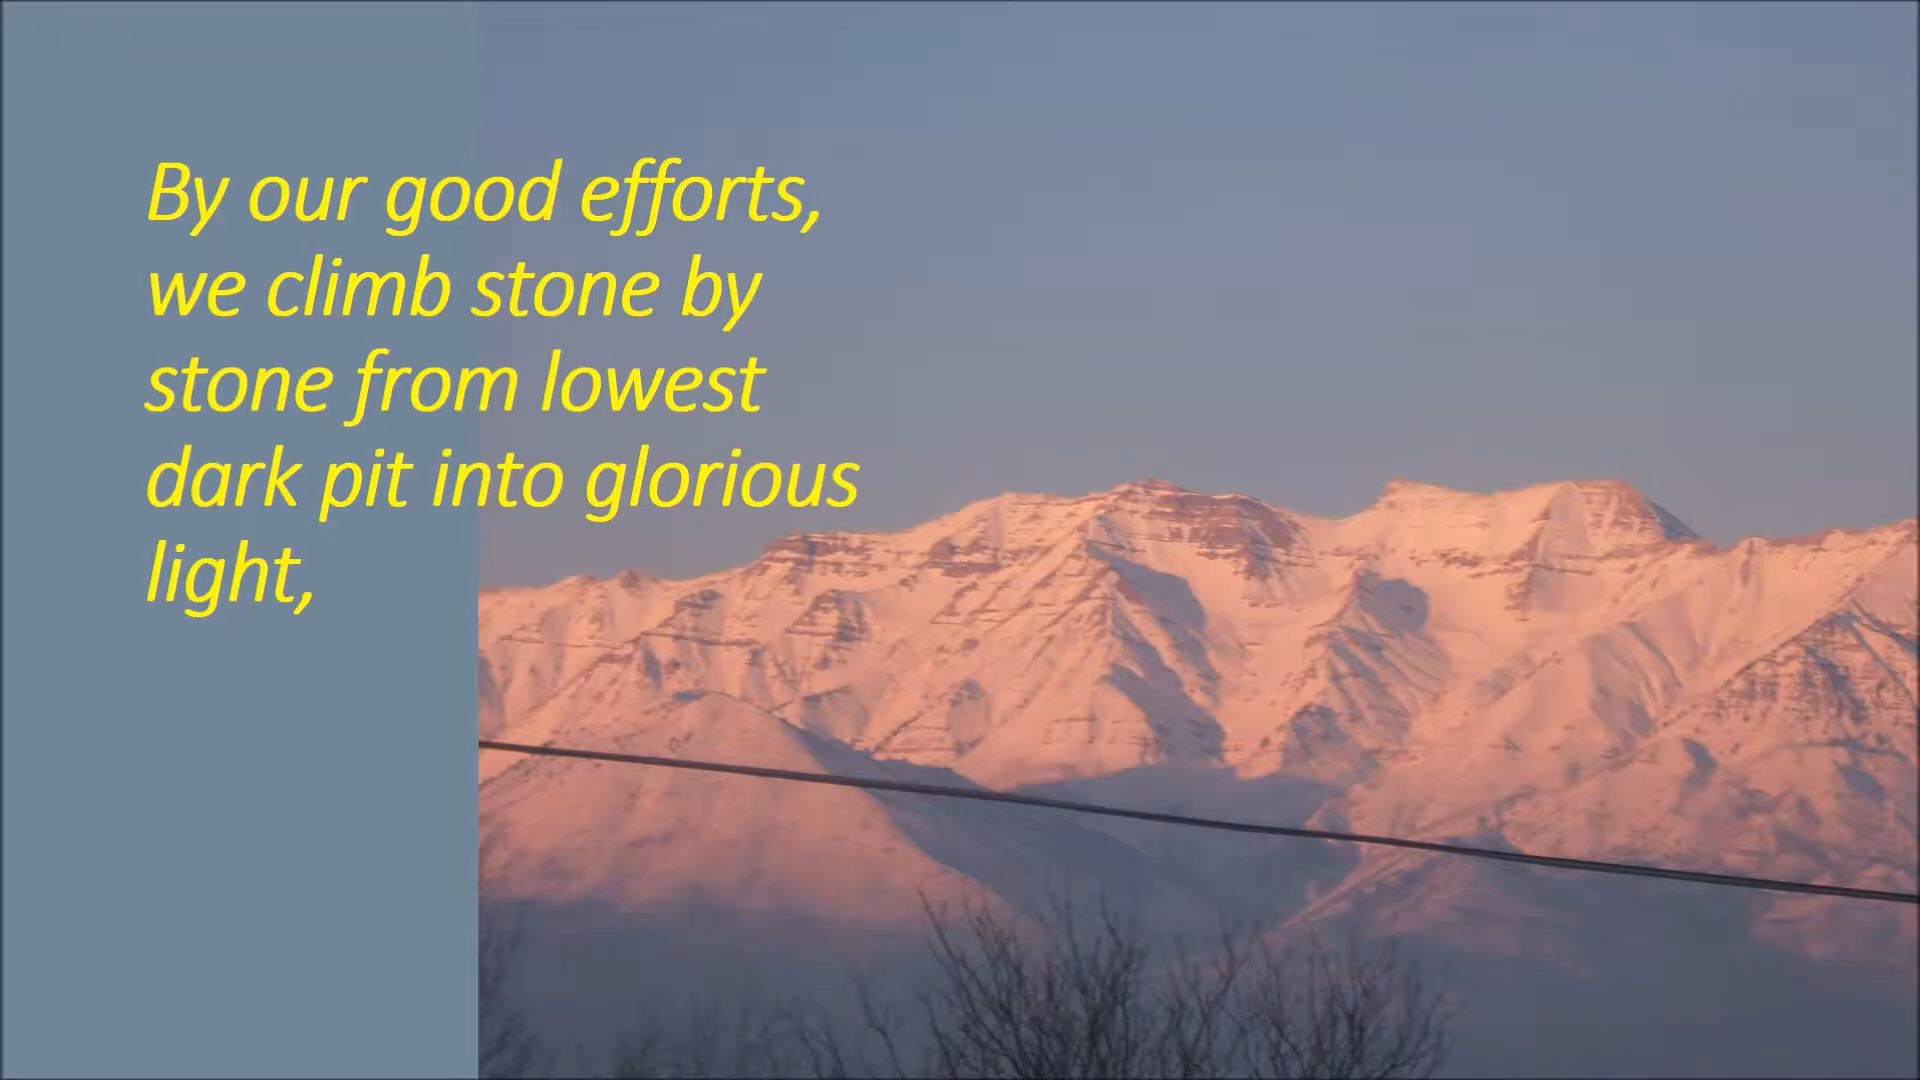 By our good efforts,
we climb stone by
stone from lowest
dark pit into glorious
light,